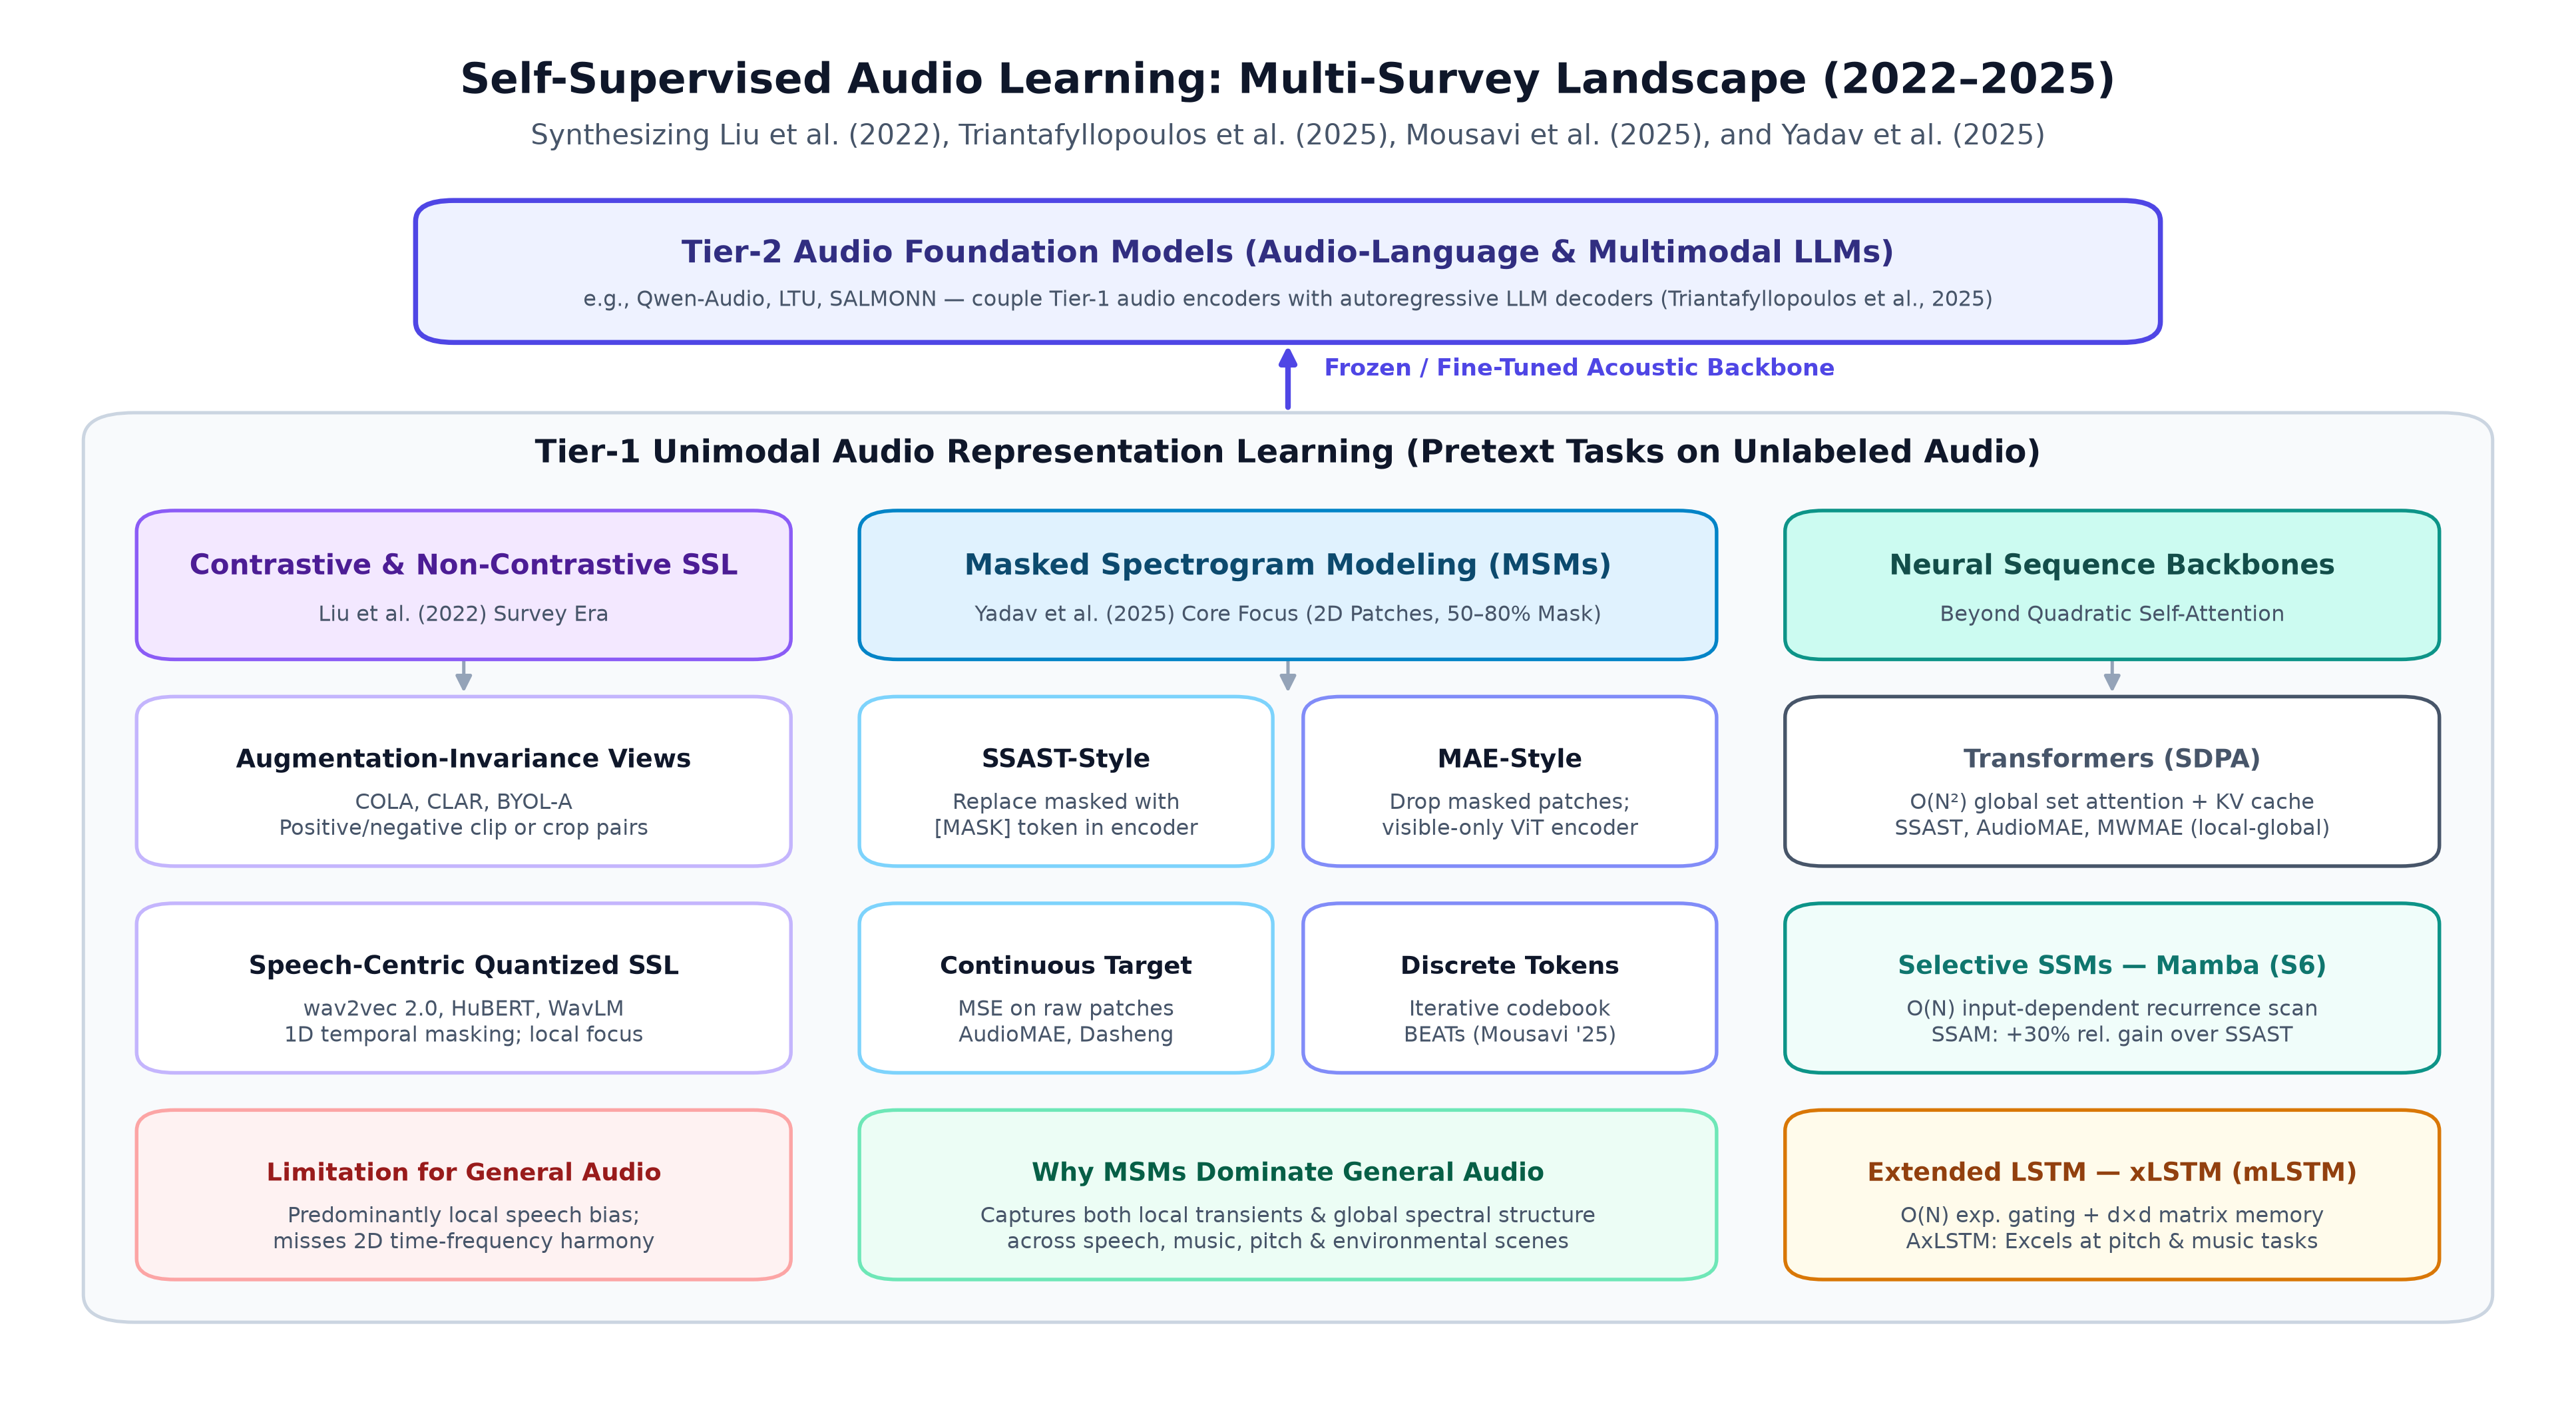 Self-Supervised Audio Learning: Multi-Survey Landscape (2022–2025)
Synthesizing Liu et al. (2022), Triantafyllopoulos et al. (2025), Mousavi et al. (2025), and Yadav et al. (2025)
Tier-2 Audio Foundation Models (Audio-Language & Multimodal LLMs)
e.g., Qwen-Audio, LTU, SALMONN — couple Tier-1 audio encoders with autoregressive LLM decoders (Triantafyllopoulos et al., 2025)
Frozen / Fine-Tuned Acoustic Backbone
Tier-1 Unimodal Audio Representation Learning (Pretext Tasks on Unlabeled Audio)
Contrastive & Non-Contrastive SSL
Liu et al. (2022) Survey Era
Augmentation-Invariance Views
COLA, CLAR, BYOL-A
Positive/negative clip or crop pairs
Speech-Centric Quantized SSL
wav2vec 2.0, HuBERT, WavLM
1D temporal masking; local focus
Limitation for General Audio
Predominantly local speech bias;
misses 2D time-frequency harmony
Masked Spectrogram Modeling (MSMs)
Yadav et al. (2025) Core Focus (2D Patches, 50–80% Mask)
SSAST-Style
Replace masked with
[MASK] token in encoder
MAE-Style
Drop masked patches;
visible-only ViT encoder
Continuous Target
MSE on raw patches
AudioMAE, Dasheng
Discrete Tokens
Iterative codebook
BEATs (Mousavi '25)
Why MSMs Dominate General Audio
Captures both local transients & global spectral structure
across speech, music, pitch & environmental scenes
Neural Sequence Backbones
Beyond Quadratic Self-Attention
Transformers (SDPA)
O(N²) global set attention + KV cache
SSAST, AudioMAE, MWMAE (local-global)
Selective SSMs — Mamba (S6)
O(N) input-dependent recurrence scan
SSAM: +30% rel. gain over SSAST
Extended LSTM — xLSTM (mLSTM)
O(N) exp. gating + d×d matrix memory
AxLSTM: Excels at pitch & music tasks